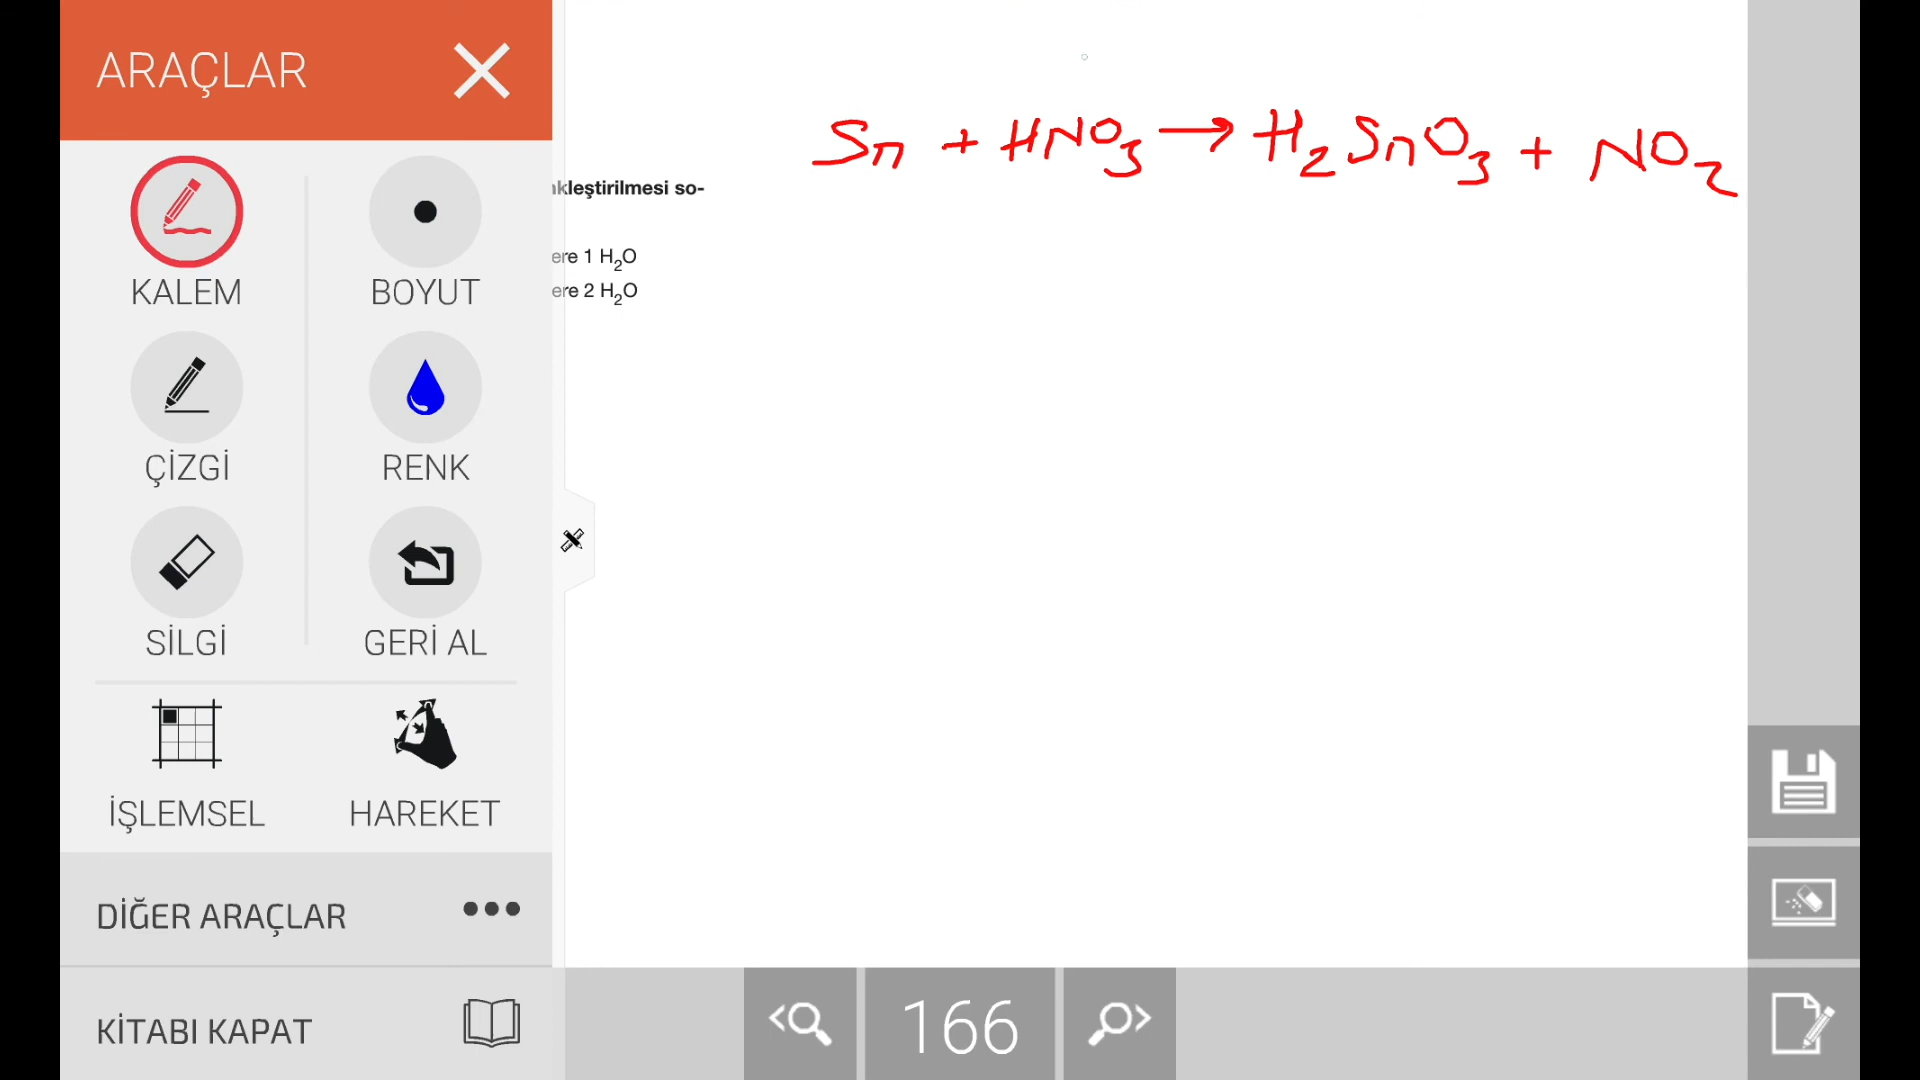 ARAÇLAR
Sn + HNO3 → H2SnO3 + NO2
KALEM
BOYUT
ÇİZGİ
RENK
SİLGİ
GERİ AL
İŞLEMSEL
HAREKET
DİĞER ARAÇLAR
KİTABI KAPAT
kleştirilmesi so-
ere 1 H2O
ere 2 H2O
166